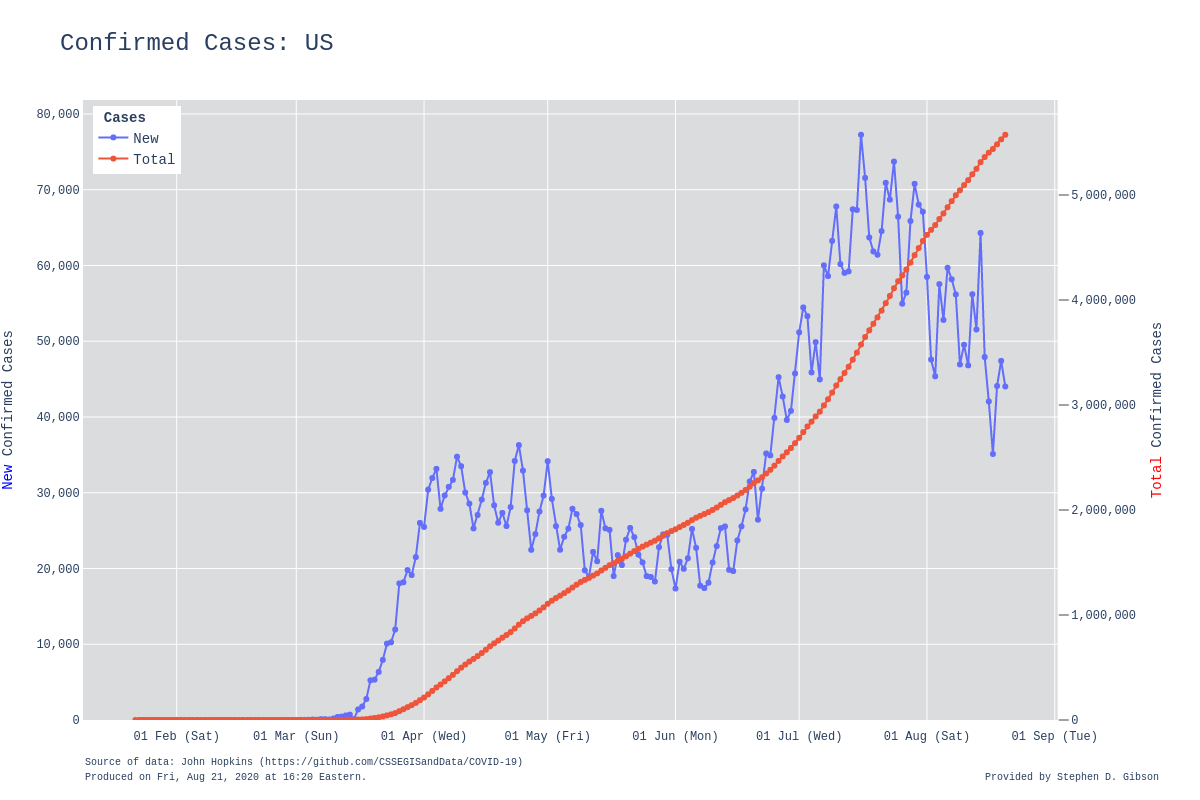 Confirmed Cases: US
Cases
New
Total
80,000
70,000
60,000
50,000
40,000
30,000
20,000
10,000
0
New Confirmed Cases
5,000,000
4,000,000
3,000,000
2,000,000
1,000,000
0
Total Confirmed Cases
01 Feb (Sat)
01 Mar (Sun)
01 Apr (Wed)
01 May (Fri)
01 Jun (Mon)
01 Jul (Wed)
01 Aug (Sat)
01 Sep (Tue)
Source of data: John Hopkins (https://github.com/CSSEGISandData/COVID-19)
Produced on Fri, Aug 21, 2020 at 16:20 Eastern.
Provided by Stephen D. Gibson